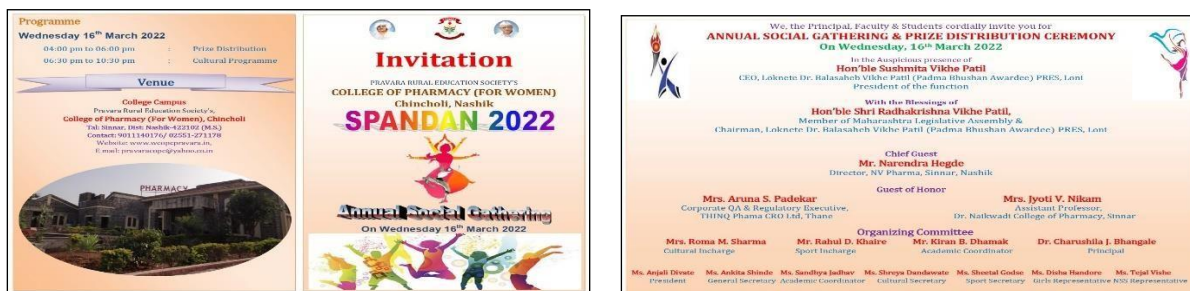 Programme
Wednesday 16th March 2022
04:00 pm to 06:00 pm : Prize Distribution
06:30 pm to 10:30 pm : Cultural Programme
Venue
College Campus
Pravara Rural Education Society's,
College of Pharmacy (For Women), Chincholi
Tal: Sinnar, Dist: Nashik-422102 (M.S.)
Contact: 9011140176/ 02551-271178
Website: www.wcopcpravara.in,
E mail: pravaracopc@yahoo.co.in
PHARMACY
Invitation
PRAVARA RURAL EDUCATION SOCIETY'S
COLLEGE OF PHARMACY (FOR WOMEN)
Chincholi, Nashik
SPANDAN 2022
Annual Social Gathering
On Wednesday 16th March 2022
We, the Principal, Faculty & Students cordially invite you for
ANNUAL SOCIAL GATHERING & PRIZE DISTRIBUTION CEREMONY
On Wednesday, 16th March 2022
In the Auspicious presence of
Hon'ble Sushmita Vikhe Patil
CEO, Loknete Dr. Balasaheb Vikhe Patil (Padma Bhushan Awardee) PRES, Loni
President of the function
With the Blessings of
Hon'ble Shri Radhakrishna Vikhe Patil,
Member of Maharashtra Legislative Assembly &
Chairman, Loknete Dr. Balasaheb Vikhe Patil (Padma Bhushan Awardee) PRES, Loni
Chief Guest
Mr. Narendra Hegde
Director, NV Pharma, Sinnar, Nashik
Guest of Honor
Mrs. Aruna S. Padekar
Corporate QA & Regulatory Executive,
THINQ Phama CRO Ltd, Thane
Mrs. Jyoti V. Nikam
Assistant Professor,
Dr. Naikwadi College of Pharmacy, Sinnar
Organizing Committee
Mrs. Roma M. Sharma Mr. Rahul D. Khaire Mr. Kiran B. Dhamak Dr. Charushila J. Bhangale
Cultural Incharge Sport Incharge Academic Coordinator Principal
Ms. Anjali Divate Ms. Ankita Shinde Ms. Sandhya Jadhav Ms. Shreya Dandawate Ms. Sheetal Godse Ms. Disha Handore Ms. Tejal Vishe
President General Secretary Academic Coordinator Cultural Secretary Sport Secretary Girls Representative NSS Representative